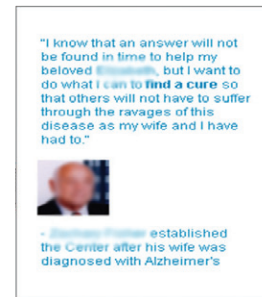 "I know that an answer will not
be found in time to help my
beloved , but I want to
do what I can to find a cure so
that others will not have to suffer
through the ravages of this
disease as my wife and I have
had to."
- established
the Center after his wife was
diagnosed with Alzheimer's